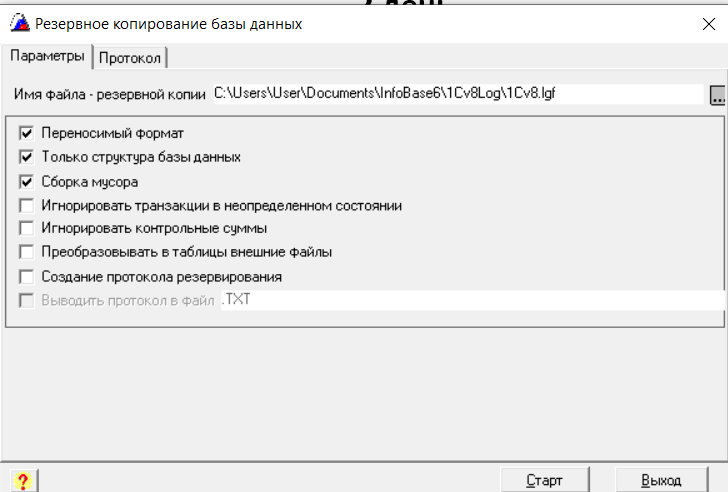 Резервное копирование базы данных
Параметры Протокол
Имя файла - резервной копии C:\Users\User\Documents\InfoBase6\1Cv8Log\1Cv8.lgf ...
Переносимый формат
Только структура базы данных
Сборка мусора
Игнорировать транзакции в неопределенном состоянии
Игнорировать контрольные суммы
Преобразовывать в таблицы внешние файлы
Создание протокола резервирования
Выводить протокол в файл .TXT
? Старт Выход